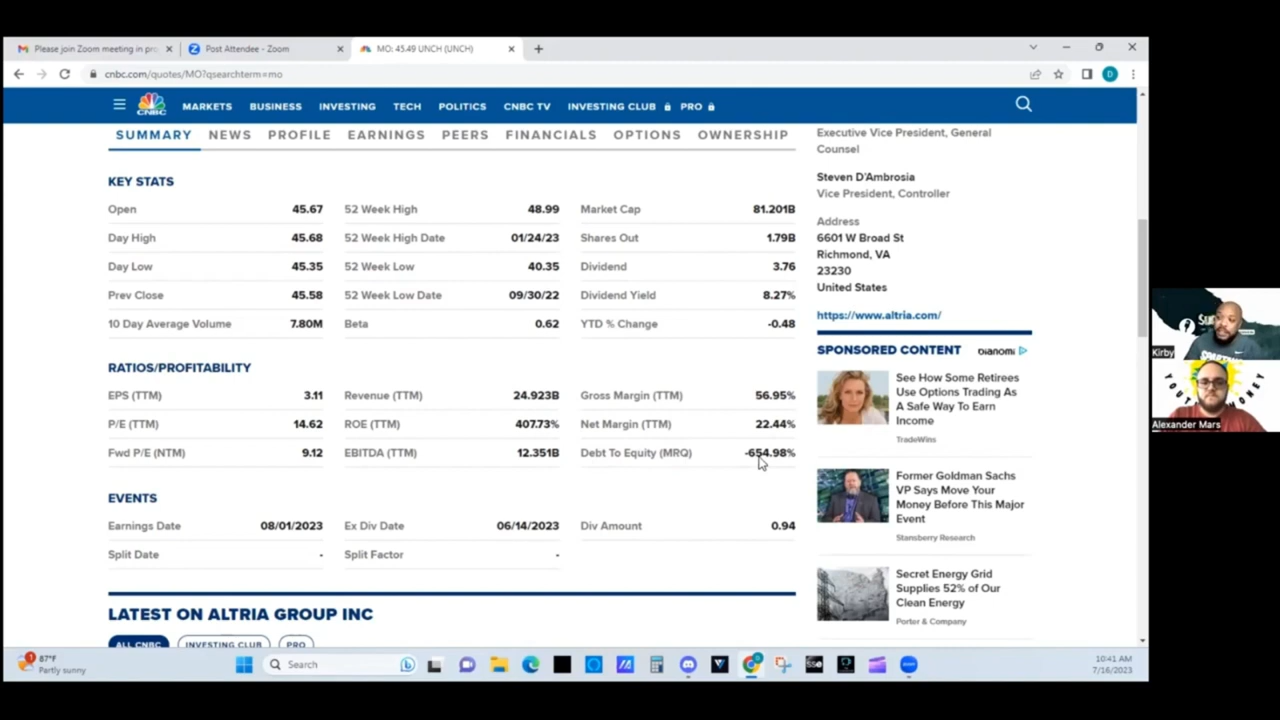 Please join Zoom meeting in pro
Post Attendee - Zoom
MO: 45.49 UNCH (UNCH)
cnbc.com/quotes/MO?qsearchterm=mo
D
CNBC
MARKETS BUSINESS INVESTING TECH POLITICS CNBC TV INVESTING CLUB PRO
SUMMARY NEWS PROFILE EARNINGS PEERS FINANCIALS OPTIONS OWNERSHIP
KEY STATS
Open 45.67 52 Week High 48.99 Market Cap 81.201B
Day High 45.68 52 Week High Date 01/24/23 Shares Out 1.79B
Day Low 45.35 52 Week Low 40.35 Dividend 3.76
Prev Close 45.58 52 Week Low Date 09/30/22 Dividend Yield 8.27%
10 Day Average Volume 7.80M Beta 0.62 YTD % Change -0.48
RATIOS/PROFITABILITY
EPS (TTM) 3.11 Revenue (TTM) 24.923B Gross Margin (TTM) 56.95%
P/E (TTM) 14.62 ROE (TTM) 407.73% Net Margin (TTM) 22.44%
Fwd P/E (NTM) 9.12 EBITDA (TTM) 12.351B Debt To Equity (MRQ) -654.98%
EVENTS
Earnings Date 08/01/2023 Ex Div Date 06/14/2023 Div Amount 0.94
Split Date - Split Factor -
LATEST ON ALTRIA GROUP INC
ALL CNBC INVESTING CLUB PRO
Executive Vice President, General
Counsel
Steven D'Ambrosia
Vice President, Controller
Address
6601 W Broad St
Richmond, VA
23230
United States
https://www.altria.com/
SPONSORED CONTENT
dianomi
See How Some Retirees
Use Options Trading As
A Safe Way To Earn
Income
TradeWins
Former Goldman Sachs
VP Says Move Your
Money Before This Major
Event
Stansberry Research
Secret Energy Grid
Supplies 52% of Our
Clean Energy
Porter & Company
Kirby
Alexander Mars
1
87°F
Partly sunny
Search
10:41 AM
7/16/2023